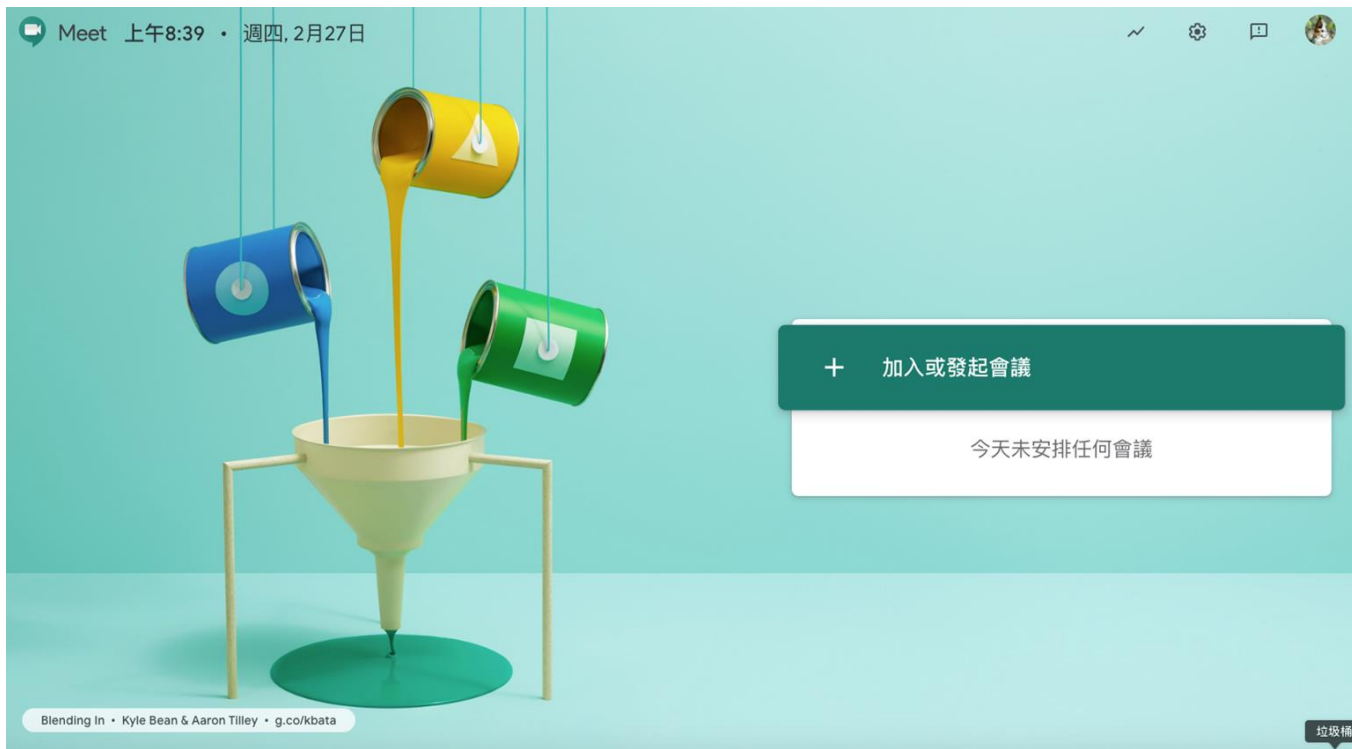 Meet 上午8:39 • 週四, 2月27日
加入或發起會議
今天未安排任何會議
Blending In • Kyle Bean & Aaron Tilley • g.co/kbata
垃圾桶